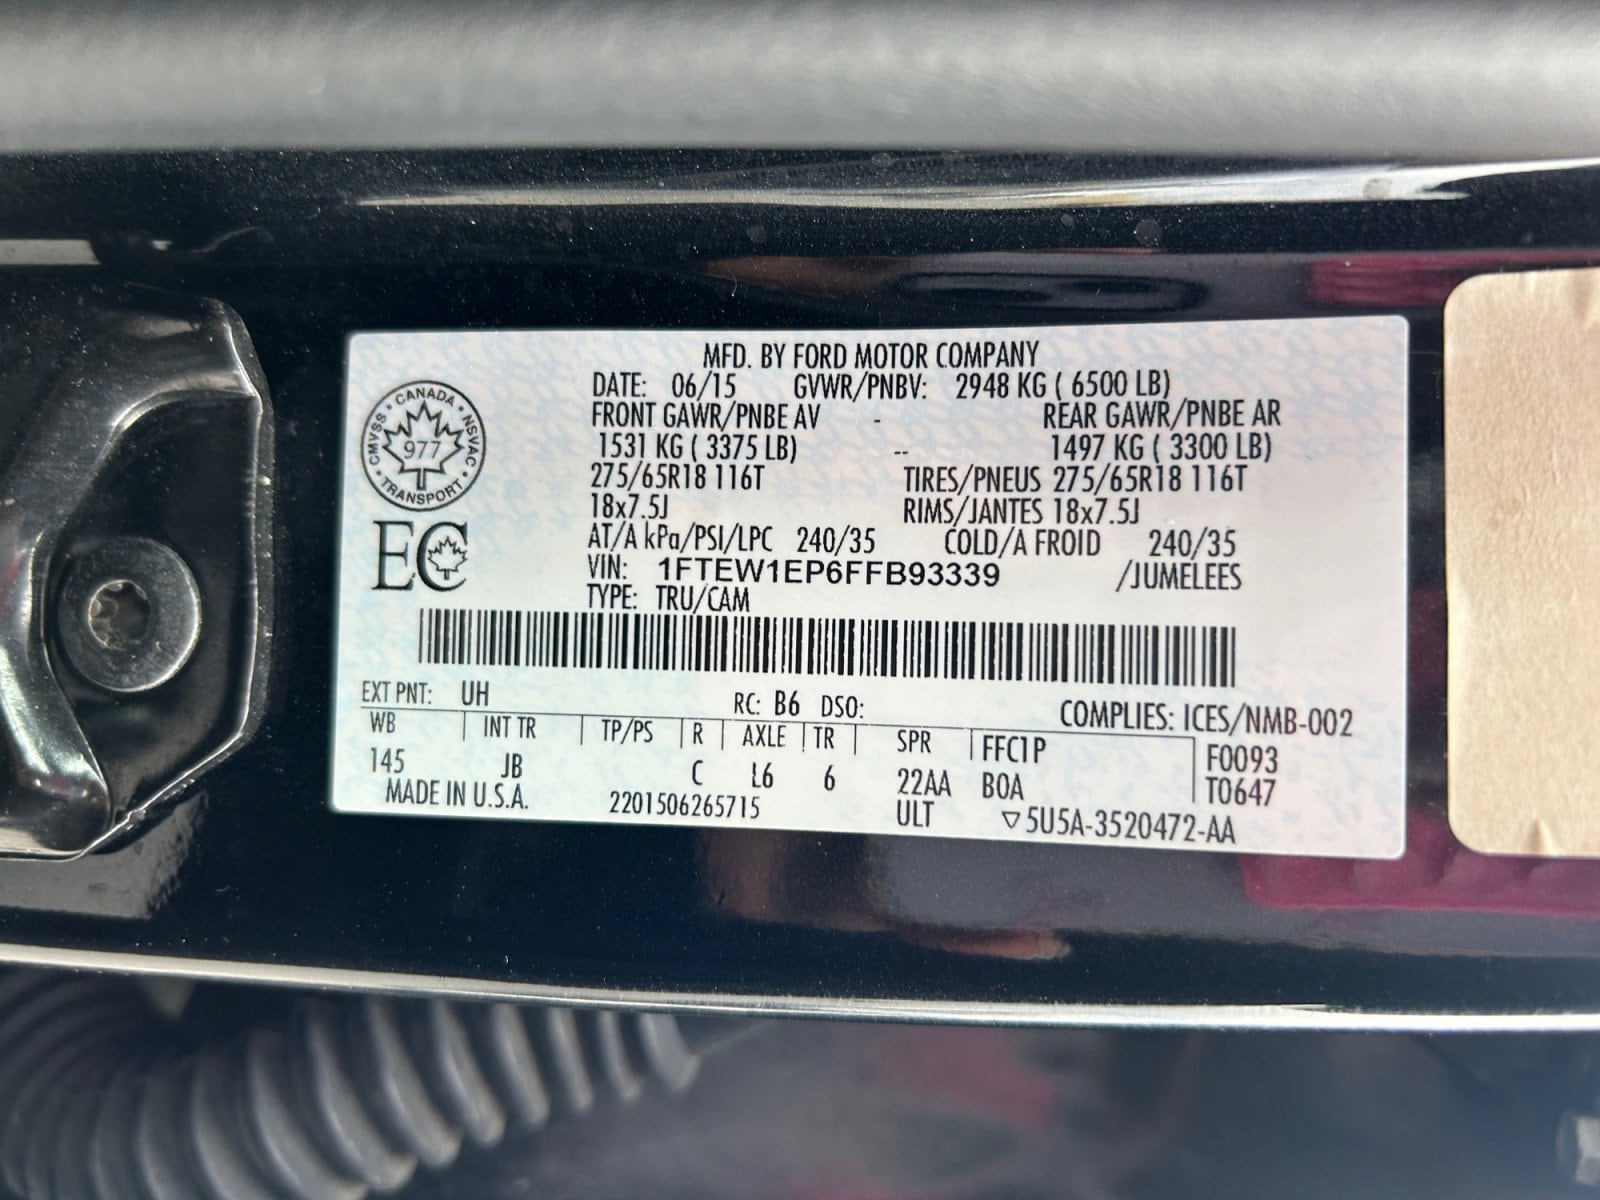 MFD. BY FORD MOTOR COMPANY
DATE: 06/15 GVWR/PNBV: 2948 KG ( 6500 LB)
FRONT GAWR/PNBE AV - REAR GAWR/PNBE AR
1531 KG ( 3375 LB) -- 1497 KG ( 3300 LB)
275/65R18 116T TIRES/PNEUS 275/65R18 116T
18x7.5J RIMS/JANTES 18x7.5J
AT/A kPa/PSI/LPC 240/35 COLD/A FROID 240/35
VIN: 1FTEW1EP6FFB93339 /JUMELEES
TYPE: TRU/CAM
CANADA
CMVSS 977 NSVAC
TRANSPORT
EC
EXT PNT: UH RC: B6 DSO: COMPLIES: ICES/NMB-002
WB | INT TR | TP/PS | R | AXLE | TR | SPR | FFC1P | F0093
145 JB C L6 6 22AA BOA | T0647
MADE IN U.S.A. 2201506265715 ULT ▽5U5A-3520472-AA